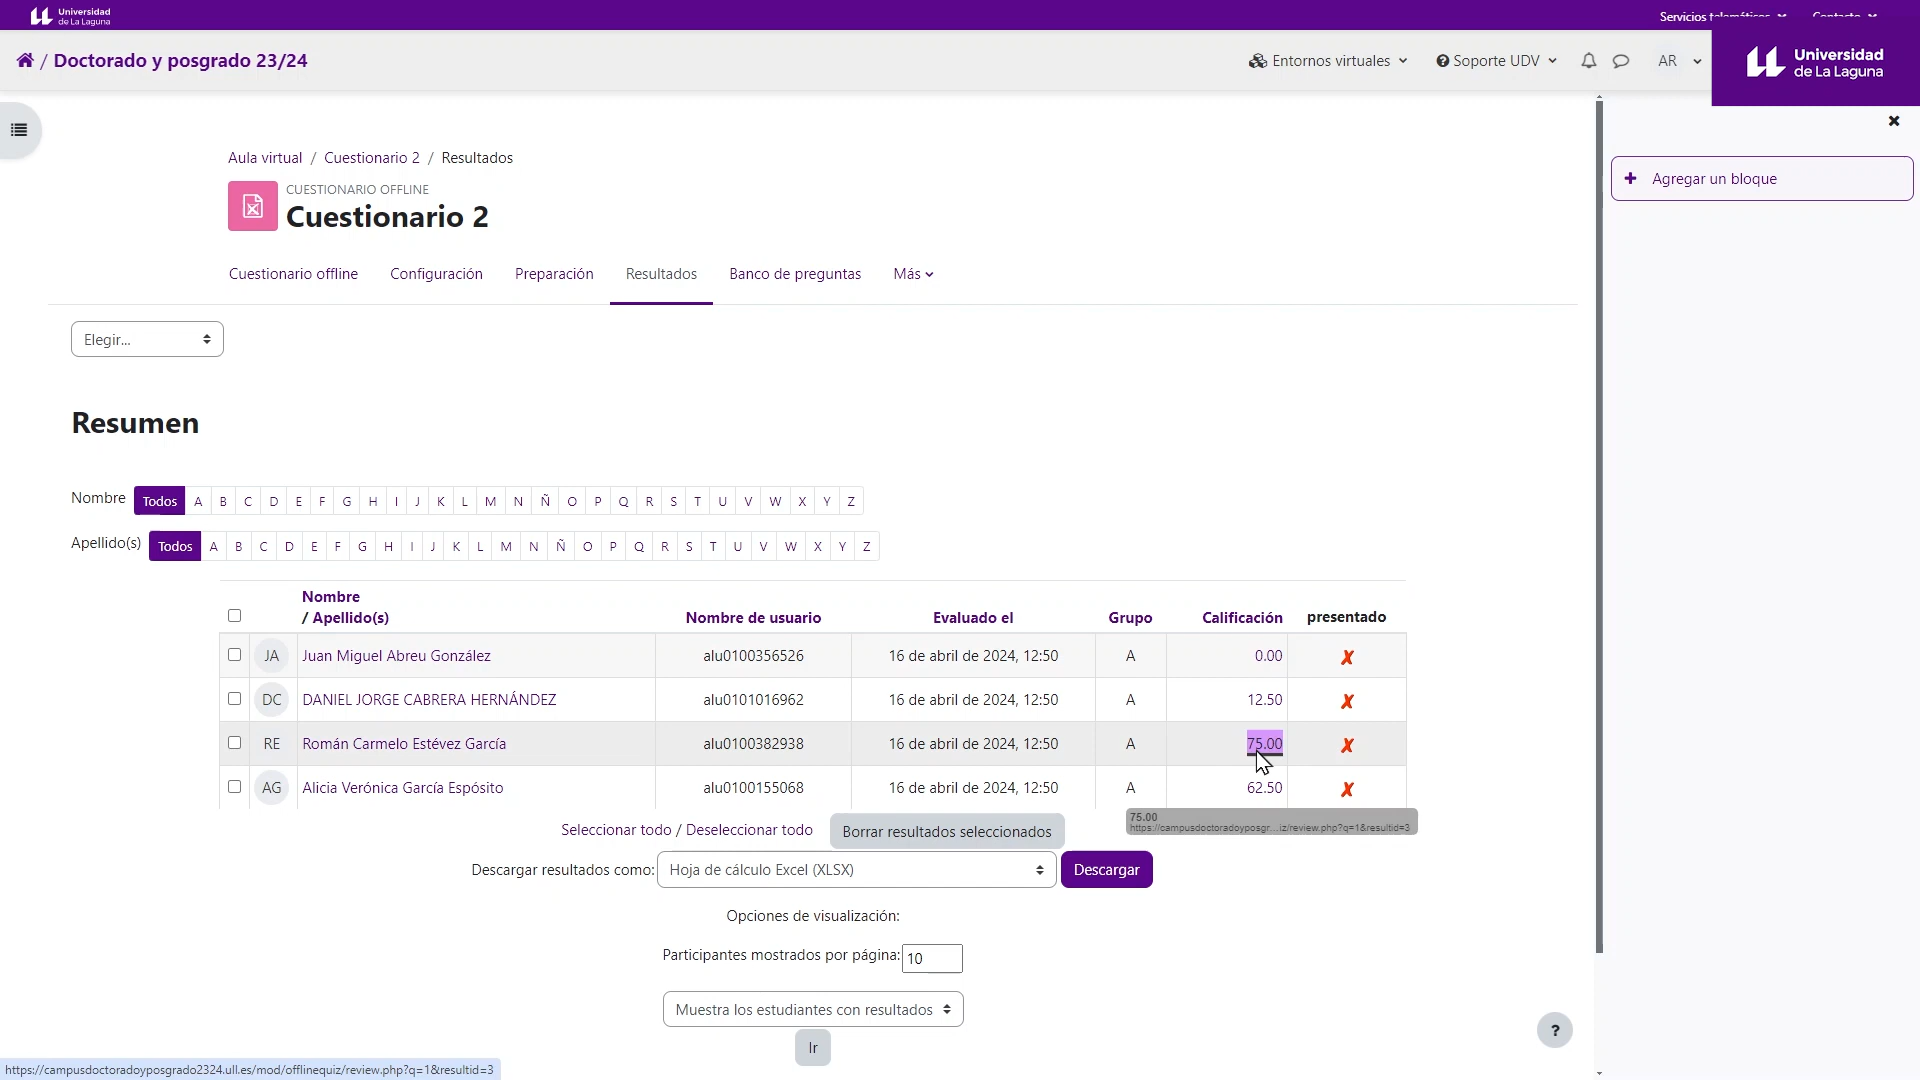 Universidad
de La Laguna
Servicios telemáticos
Contacto
/ Doctorado y posgrado 23/24
Entornos virtuales
Soporte UDV
AR
Universidad
de La Laguna
Agregar un bloque
Aula virtual / Cuestionario 2 / Resultados
CUESTIONARIO OFFLINE
Cuestionario 2
Cuestionario offline Configuración Preparación Resultados Banco de preguntas Más
Elegir...
Resumen
Nombre Todos A B C D E F G H I J K L M N Ñ O P Q R S T U V W X Y Z
Apellido(s) Todos A B C D E F G H I J K L M N Ñ O P Q R S T U V W X Y Z
Nombre
/ Apellido(s) Nombre de usuario Evaluado el Grupo Calificación presentado
JA Juan Miguel Abreu González alu0100356526 16 de abril de 2024, 12:50 A 0.00 ✗
DC DANIEL JORGE CABRERA HERNÁNDEZ alu0101016962 16 de abril de 2024, 12:50 A 12.50 ✗
RE Román Carmelo Estévez García alu0100382938 16 de abril de 2024, 12:50 A 75.00 ✗
AG Alicia Verónica García Espósito alu0100155068 16 de abril de 2024, 12:50 A 62.50 ✗
75.00
https://campusdoctoradoyposgr...iz/review.php?q=1&resultid=3
Seleccionar todo / Deseleccionar todo Borrar resultados seleccionados
Descargar resultados como: Hoja de cálculo Excel (XLSX) Descargar
Opciones de visualización:
Participantes mostrados por página: 10
Muestra los estudiantes con resultados
Ir
?
https://campusdoctoradoyposgrado2324.ull.es/mod/offlinequiz/review.php?q=1&resultid=3